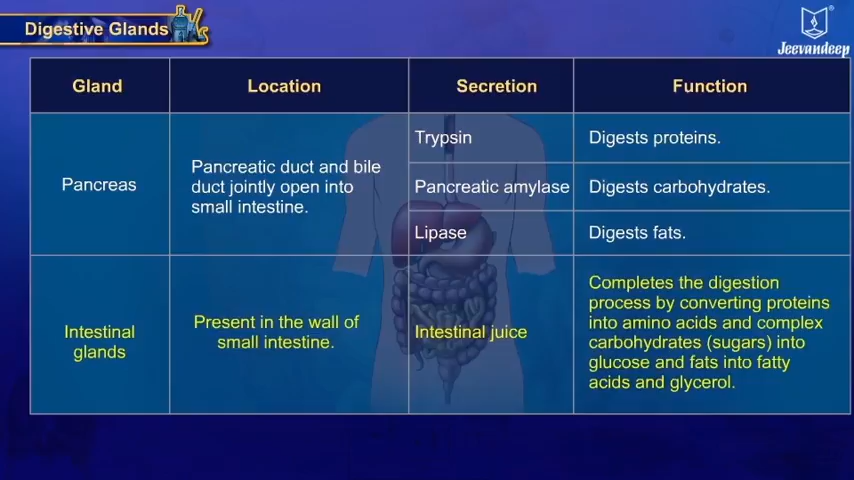 Digestive Glands
Jeevandeep
Gland
Location
Secretion
Function
Pancreas
Pancreatic duct and bile
duct jointly open into
small intestine.
Trypsin
Digests proteins.
Pancreatic amylase
Digests carbohydrates.
Lipase
Digests fats.
Intestinal
glands
Present in the wall of
small intestine.
Intestinal juice
Completes the digestion
process by converting proteins
into amino acids and complex
carbohydrates (sugars) into
glucose and fats into fatty
acids and glycerol.